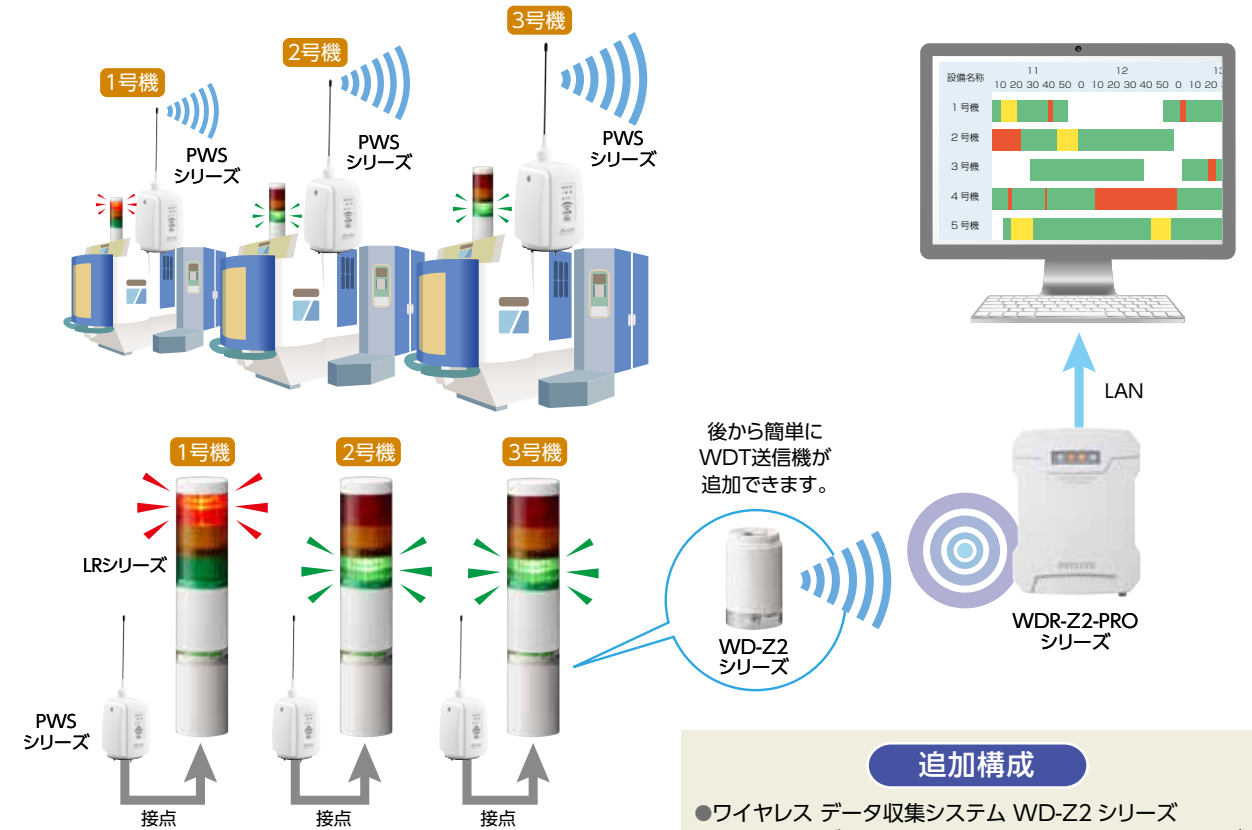 1号機
2号機
3号機
PWS
シリーズ
PWS
シリーズ
PWS
シリーズ
設備名称
11 12 13
10 20 30 40 50 0 10 20 30 40 50 0 10 20
1号機
2号機
3号機
4号機
5号機
LAN
1号機
2号機
3号機
LRシリーズ
PWS
シリーズ
接点
接点
接点
後から簡単に
WDT送信機が
追加できます。
WD-Z2
シリーズ
WDR-Z2-PRO
シリーズ
追加構成
●ワイヤレス データ収集システム WD-Z2 シリーズ